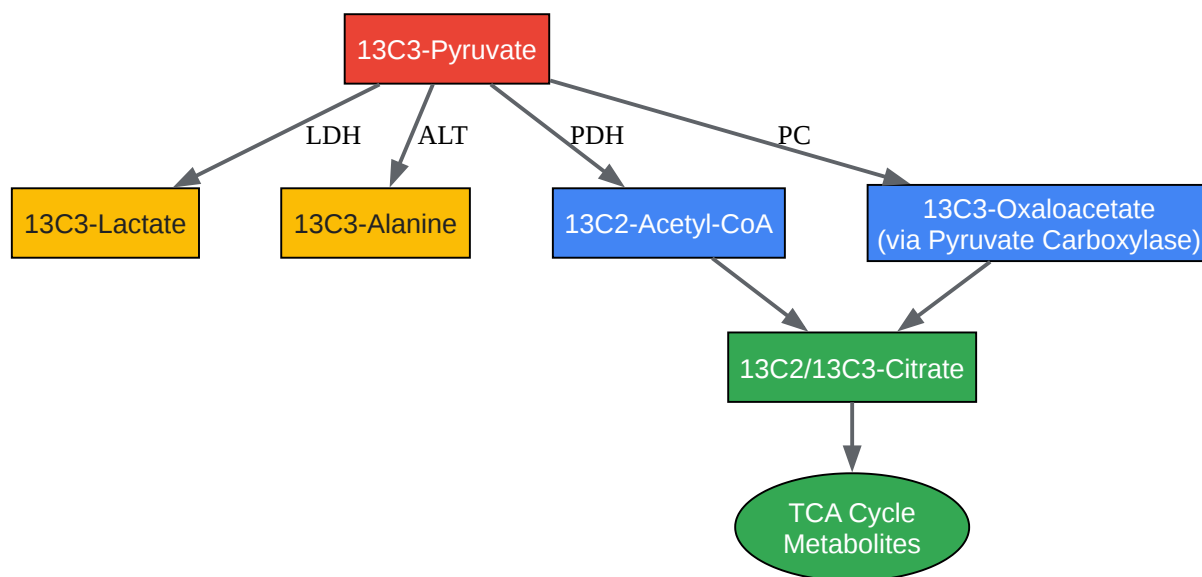 13C3-Pyruvate
LDH
ALT
PDH
PC
13C3-Lactate
13C3-Alanine
13C2-Acetyl-CoA
13C3-Oxaloacetate
(via Pyruvate Carboxylase)
13C2/13C3-Citrate
TCA Cycle
Metabolites